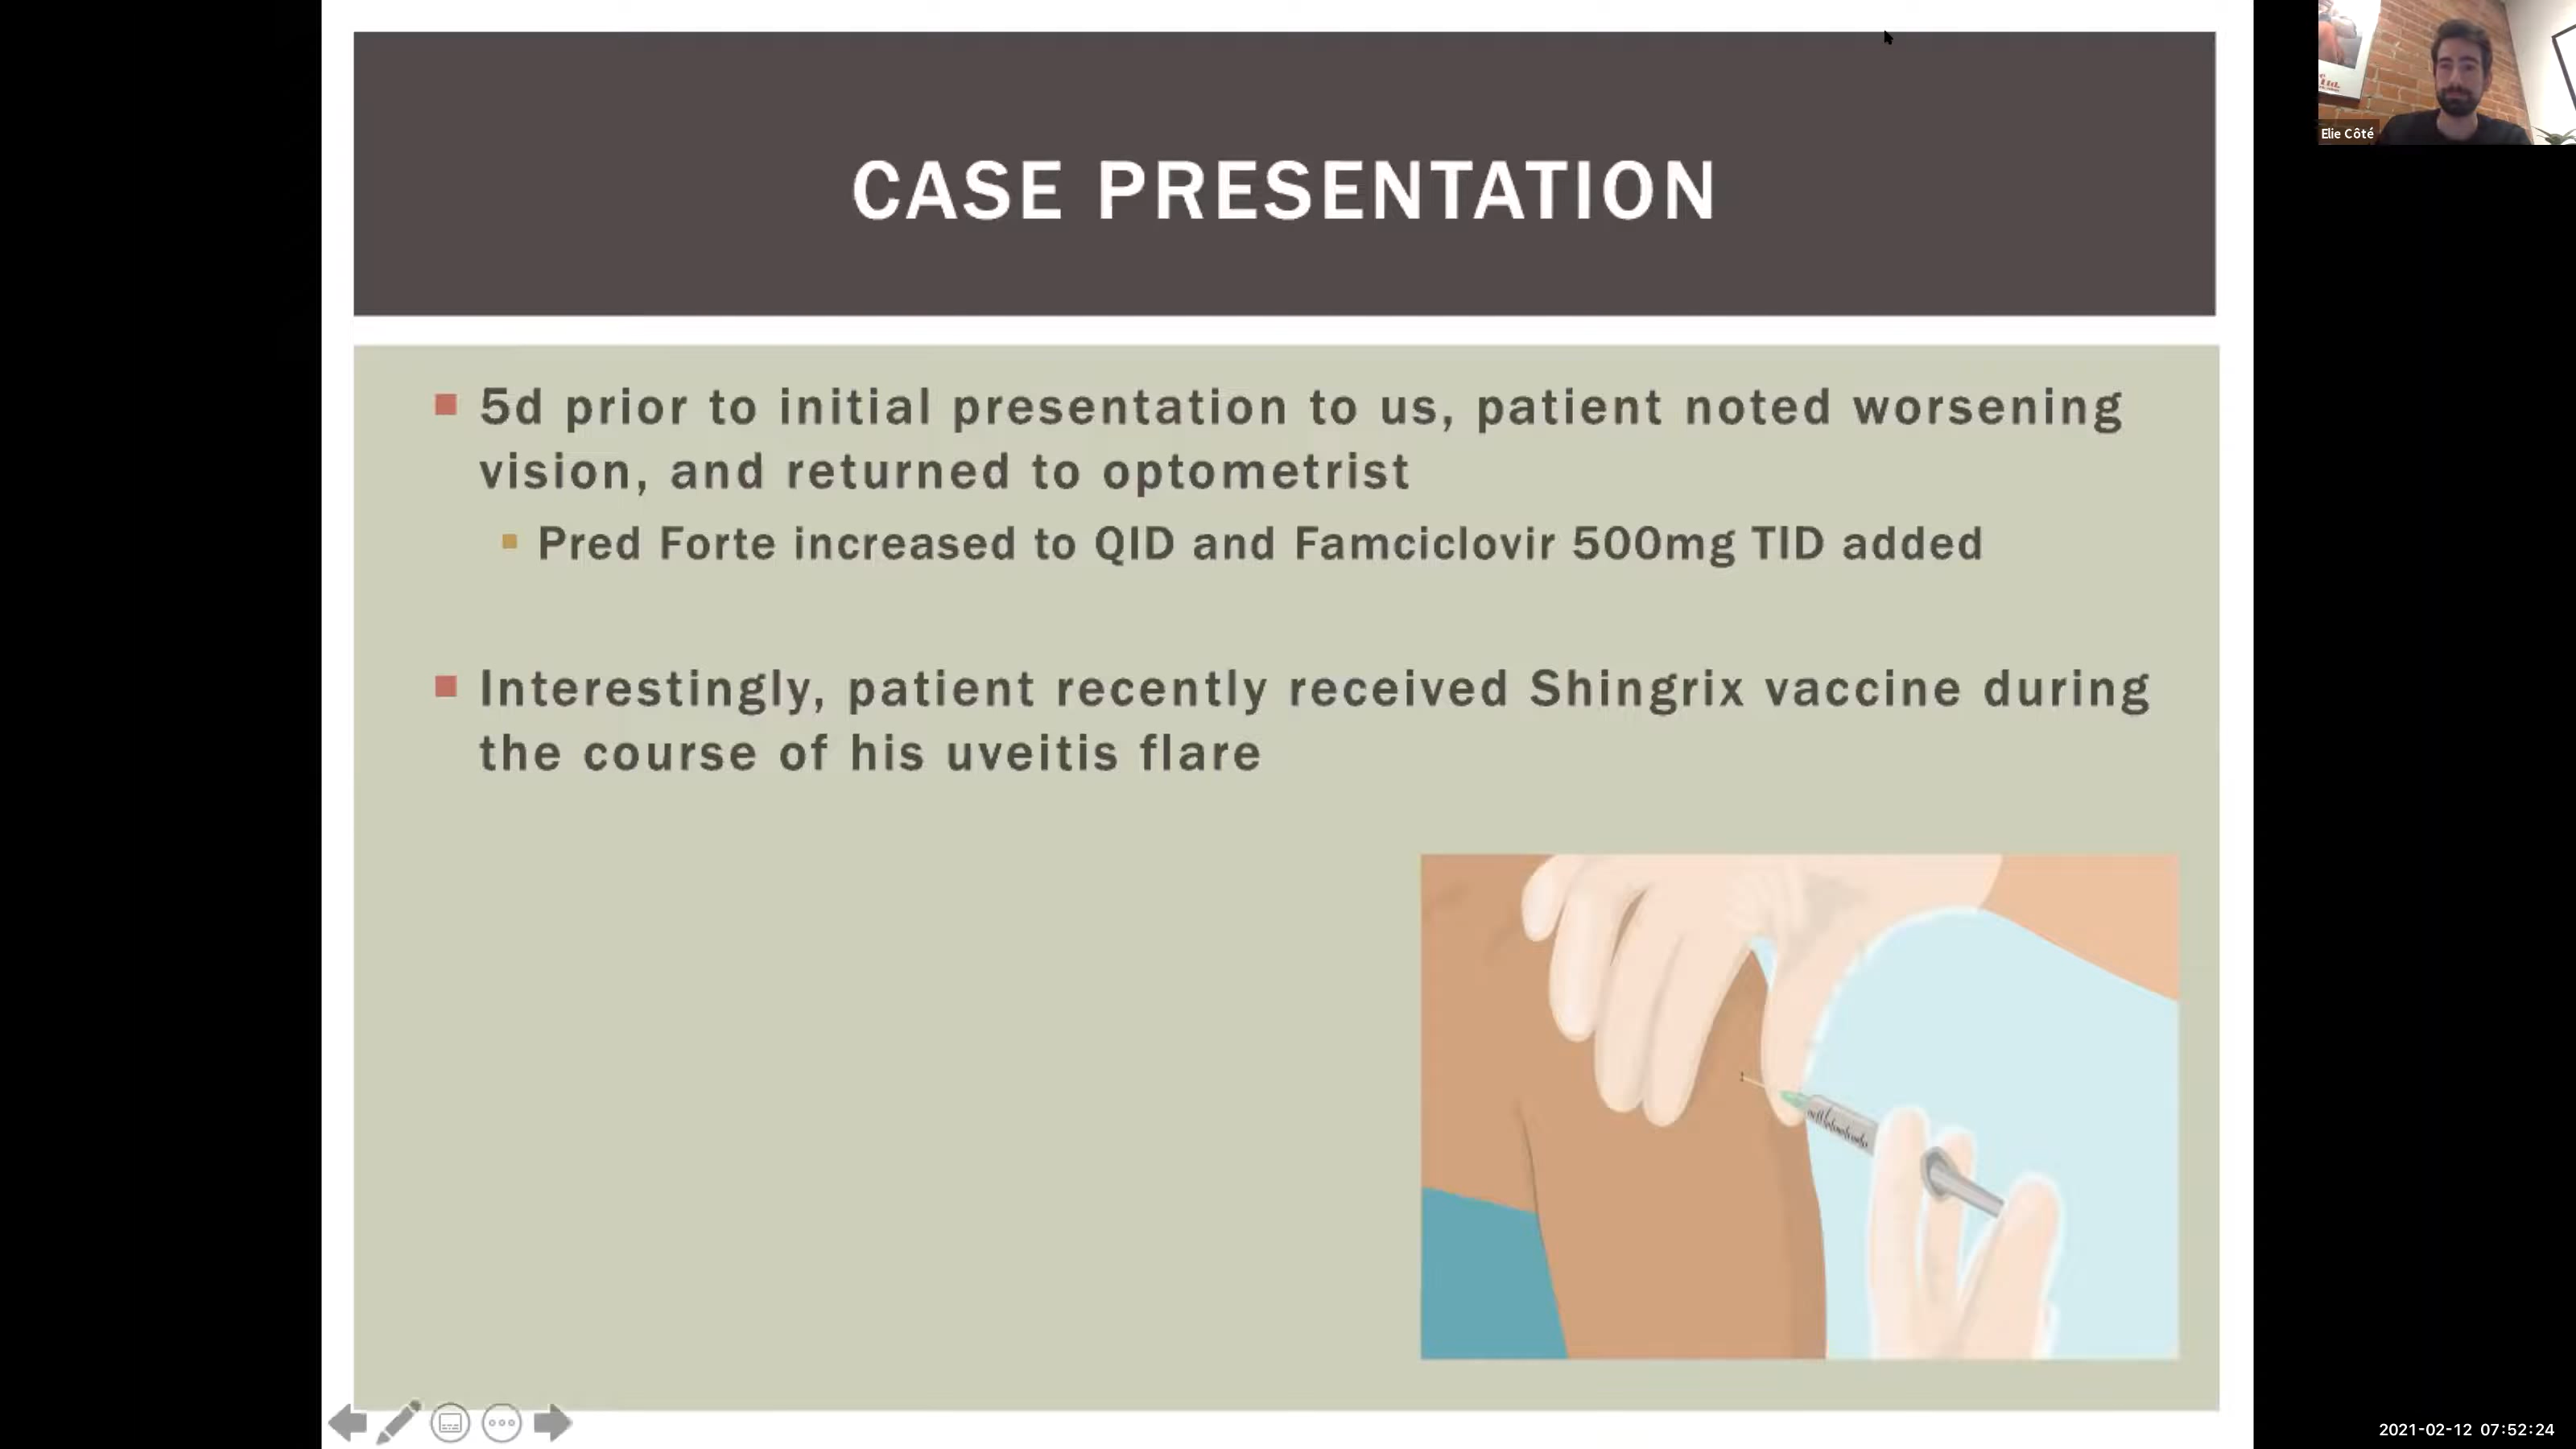 CASE PRESENTATION
5d prior to initial presentation to us, patient noted worsening
vision, and returned to optometrist
Pred Forte increased to QID and Famciclovir 500mg TID added
Interestingly, patient recently received Shingrix vaccine during
the course of his uveitis flare
Elie Côté
2021-02-12 07:52:24